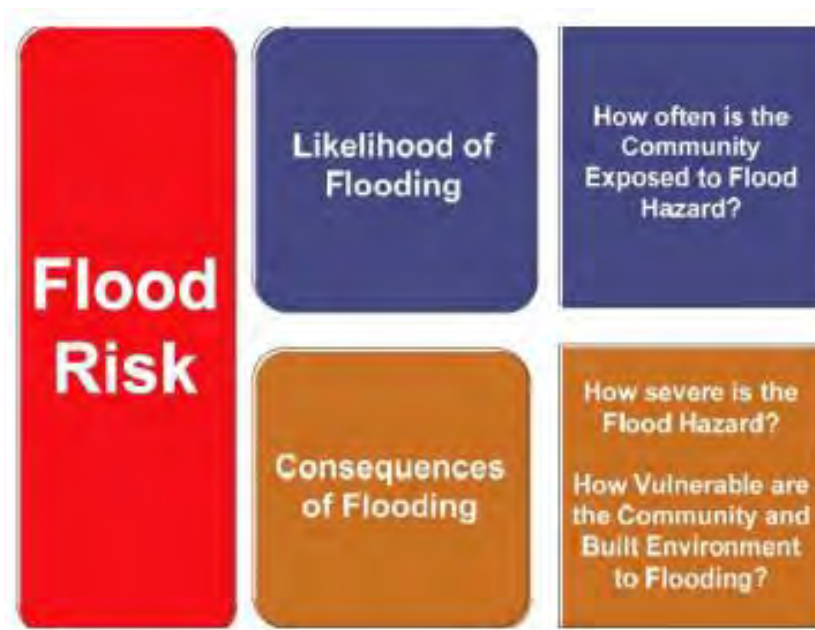 Flood
Risk
Likelihood of
Flooding
How often is the
Community
Exposed to Flood
Hazard?
Consequences
of Flooding
How severe is the
Flood Hazard?
How Vulnerable are
the Community and
Built Environment
to Flooding?